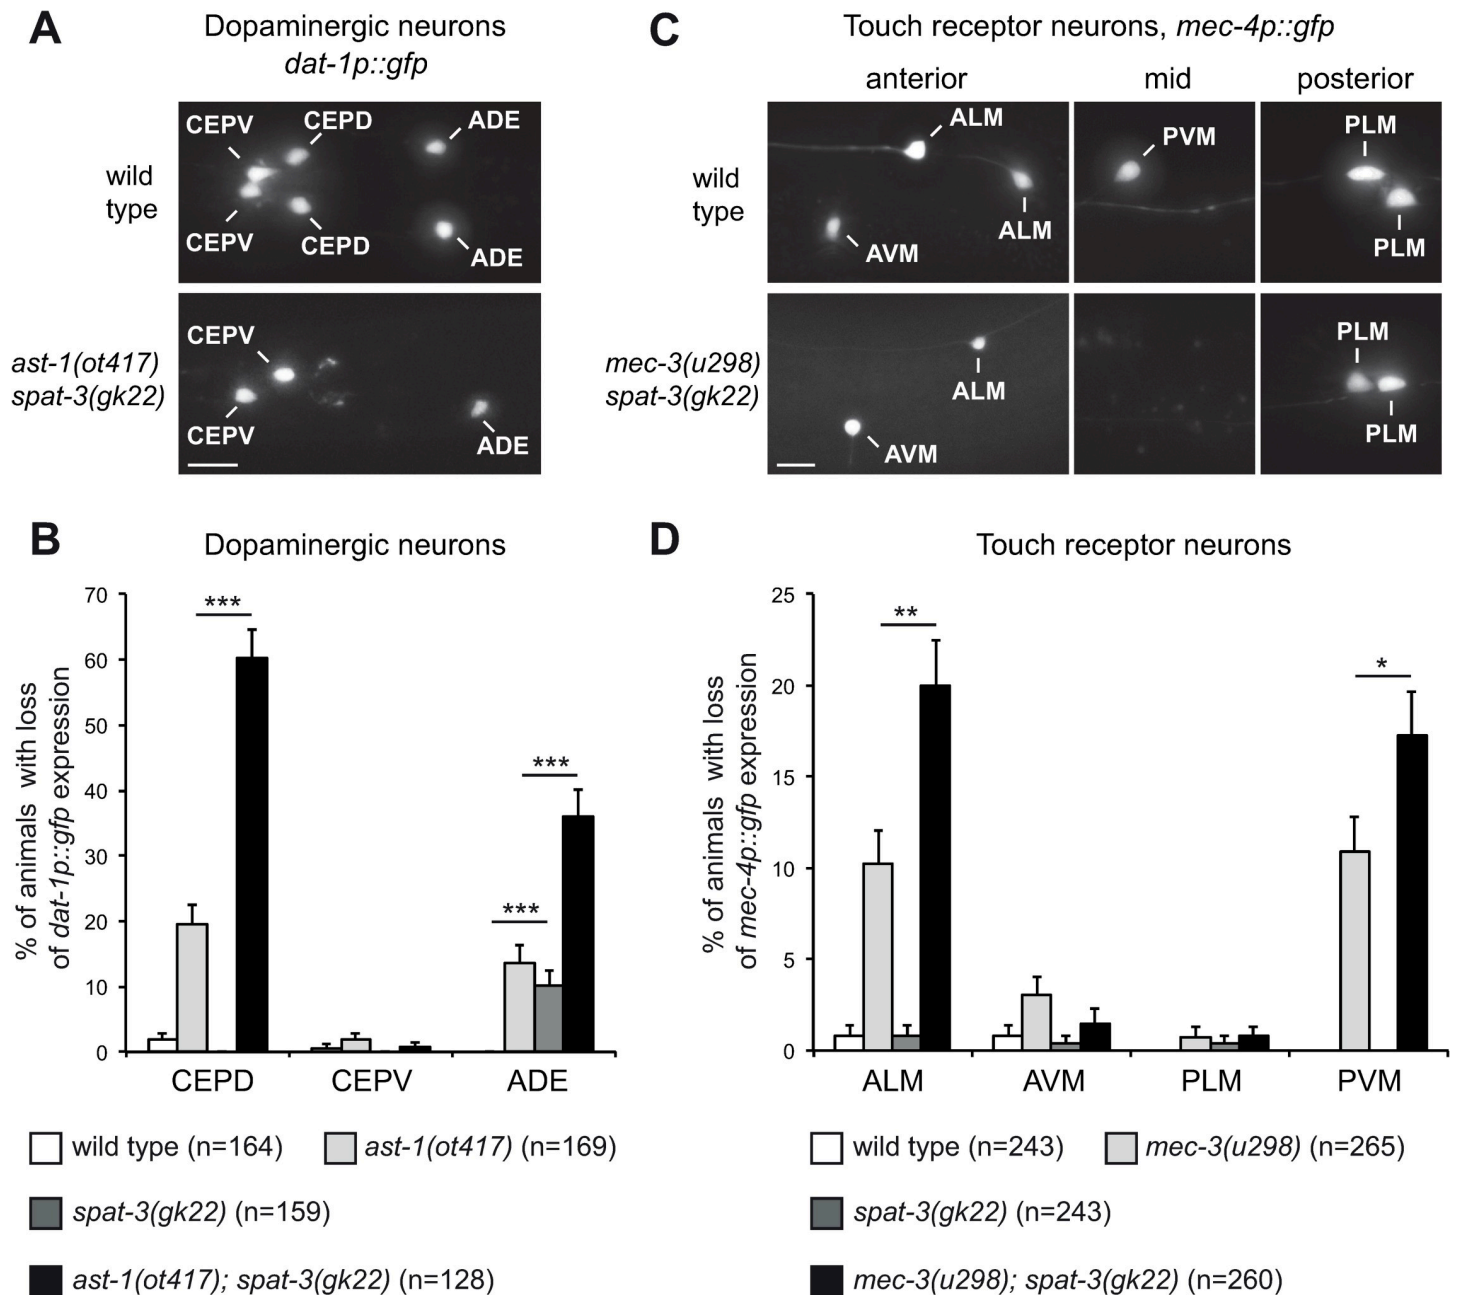 A
Dopaminergic neurons
dat-1p::gfp
wild
type
CEPV
CEPD
ADE
CEPV
CEPD
ADE
ast-1(ot417)
spat-3(gk22)
CEPV
CEPV
ADE
C
Touch receptor neurons, mec-4p::gfp
anterior
mid
posterior
wild
type
ALM
AVM
ALM
PVM
PLM
PLM
mec-3(u298)
spat-3(gk22)
ALM
AVM
PLM
PLM
B
Dopaminergic neurons
% of animals with loss
of dat-1p::gfp expression
70
60
50
40
30
20
10
0
***
***
***
CEPD
CEPV
ADE
wild type (n=164)
ast-1(ot417) (n=169)
spat-3(gk22) (n=159)
ast-1(ot417); spat-3(gk22) (n=128)
D
Touch receptor neurons
% of animals with loss
of mec-4p::gfp expression
25
20
15
10
5
0
**
*
ALM
AVM
PLM
PVM
wild type (n=243)
mec-3(u298) (n=265)
spat-3(gk22) (n=243)
mec-3(u298); spat-3(gk22) (n=260)